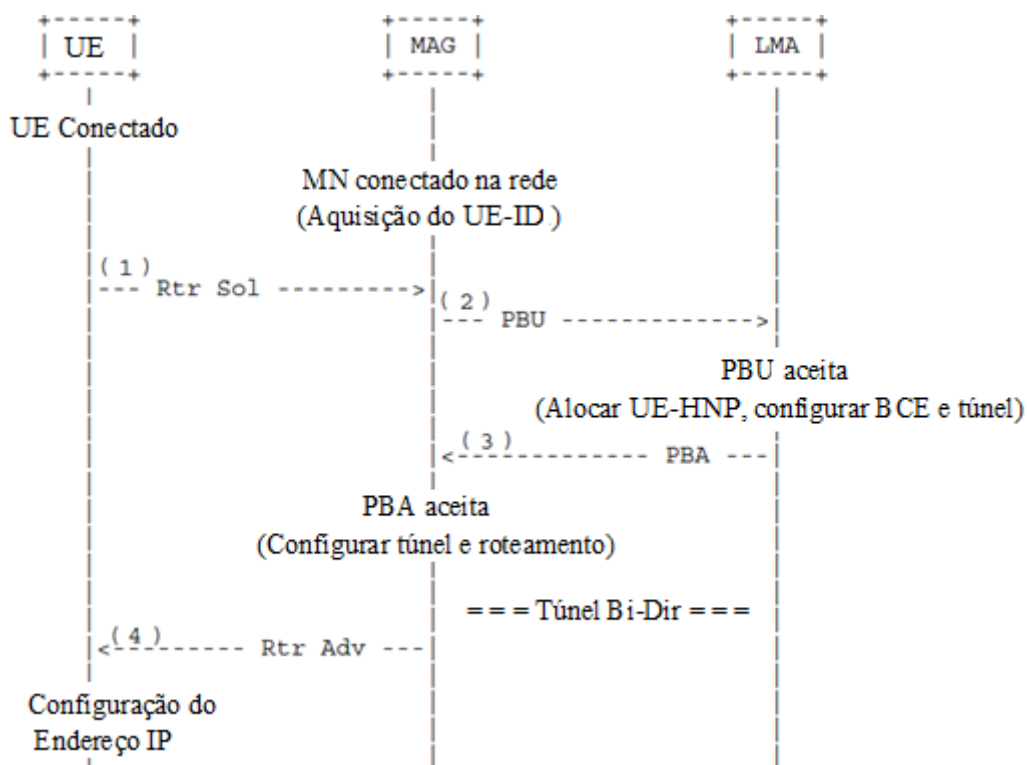 UE MAG LMA
UE Conectado
MN conectado na rede
(Aquisição do UE-ID )
( 1 )
--- Rtr Sol --------->
( 2 )
--- PBU ------------->
PBU aceita
(Alocar UE-HNP, configurar BCE e túnel)
( 3 )
<------------- PBA ---
PBA aceita
(Configurar túnel e roteamento)
= = = Túnel Bi-Dir = = =
( 4 )
<--------- Rtr Adv ---
Configuração do
Endereço IP